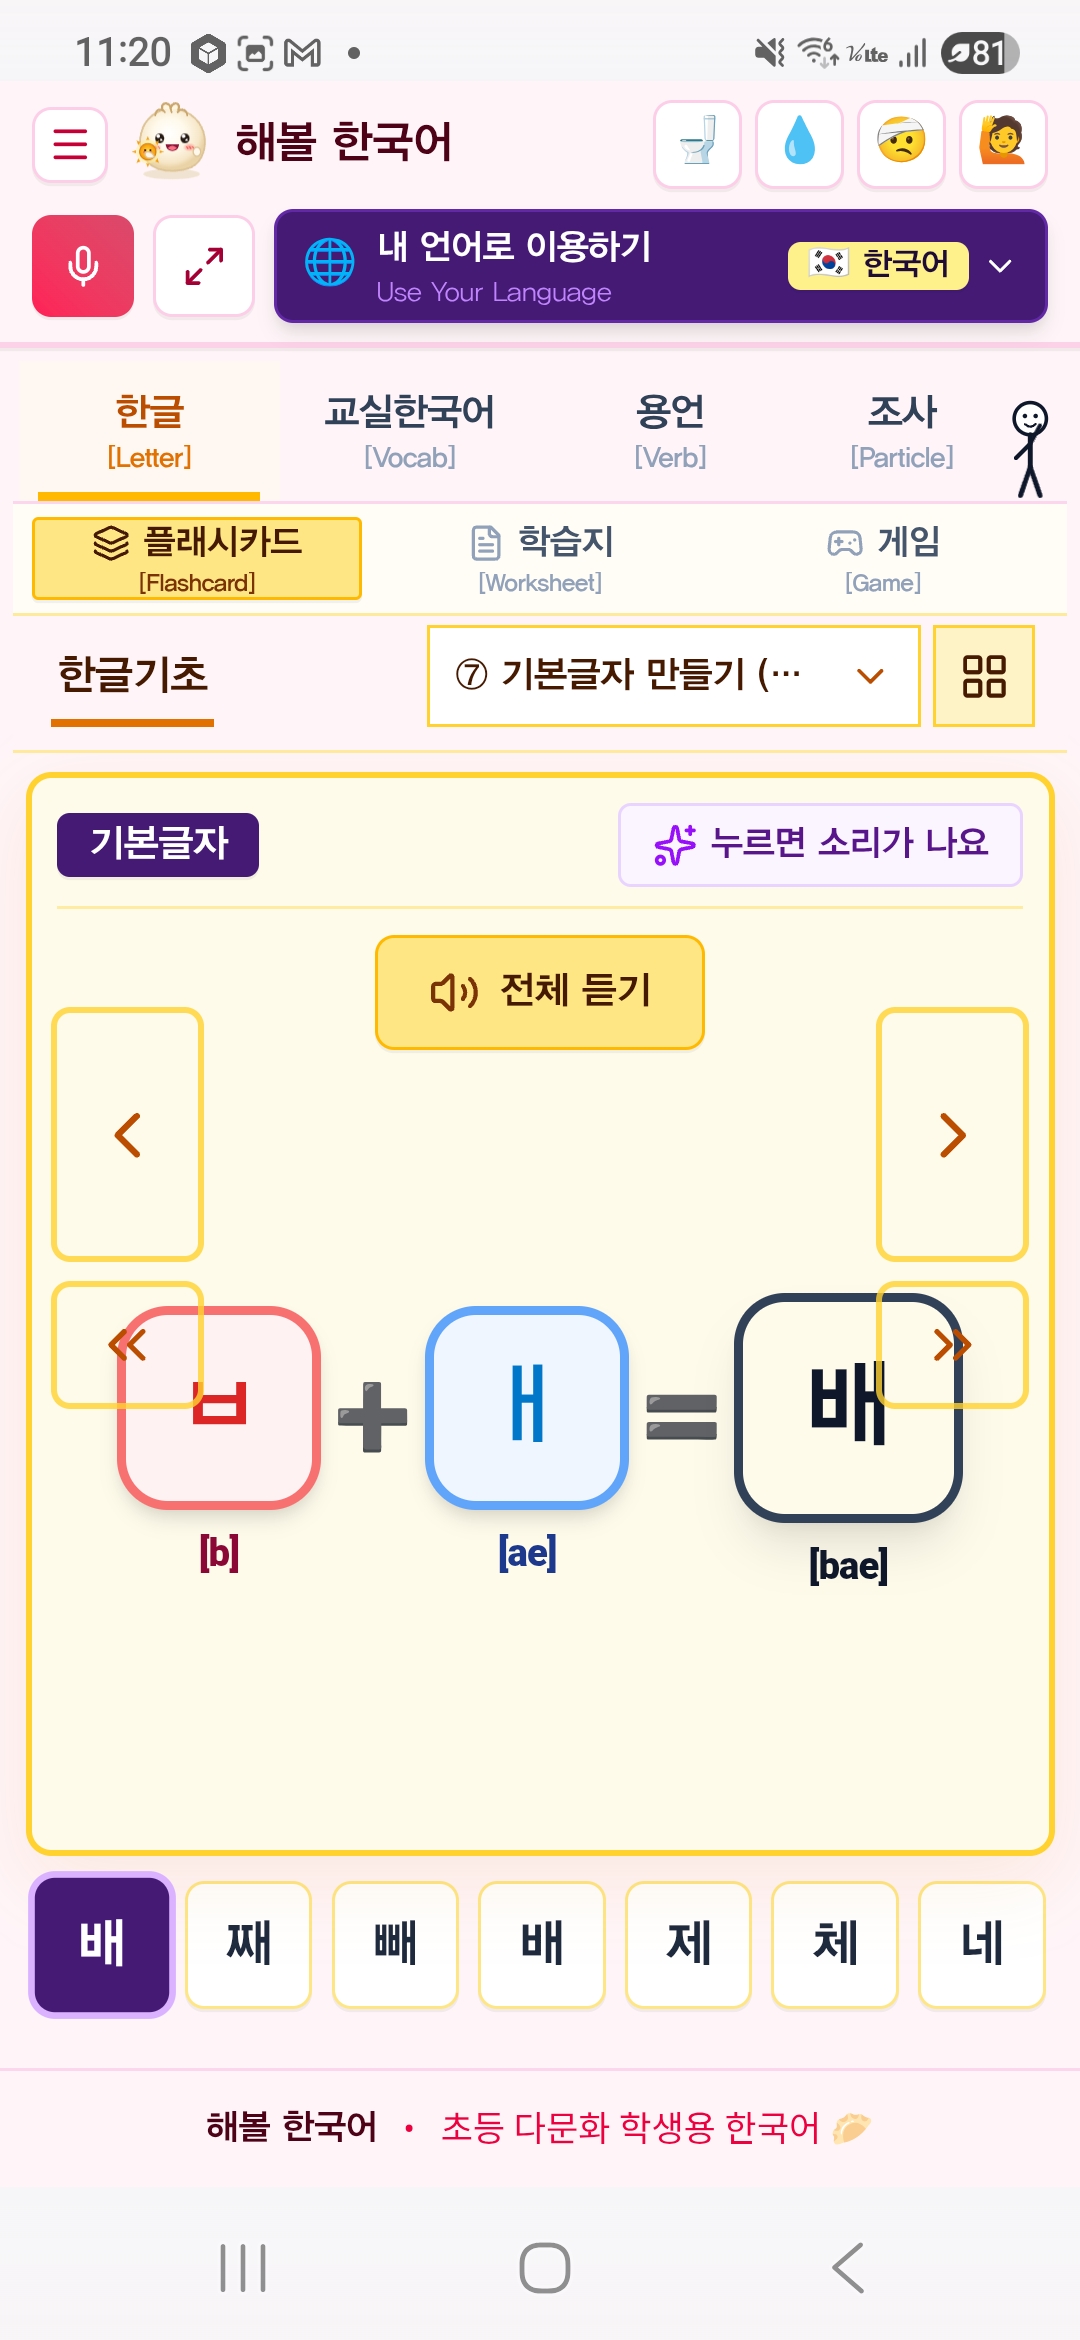 11:20
81
해볼 한국어
내 언어로 이용하기
Use Your Language
🇰🇷 한국어
한글
[Letter]
교실한국어
[Vocab]
용언
[Verb]
조사
[Particle]
플래시카드
[Flashcard]
학습지
[Worksheet]
게임
[Game]
한글기초
⑦ 기본글자 만들기 (⋯
기본글자
누르면 소리가 나요
전체 듣기
ㅂ + ㅐ = 배
[b] [ae] [bae]
배 째 빼 배 제 체 네
해볼 한국어 • 초등 다문화 학생용 한국어 🥟